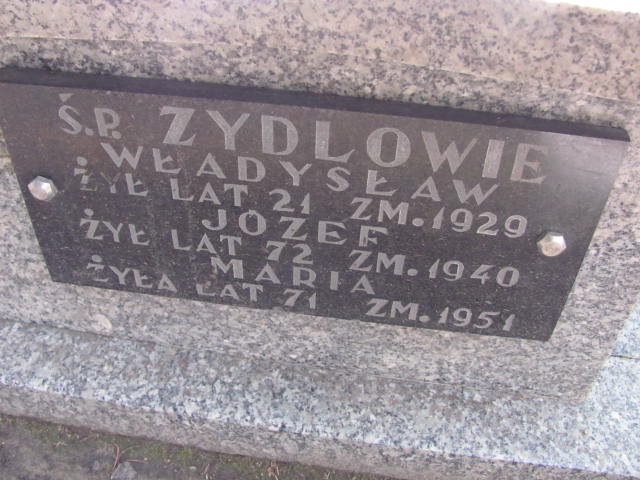 Ś.P. ZYDLOWIE
WŁADYSŁAW
ŻYŁ LAT 21 ZM. 1929
JÓZEF
ŻYŁ LAT 72 ZM. 1940
MARIA
ŻYŁA LAT 71 ZM. 1951